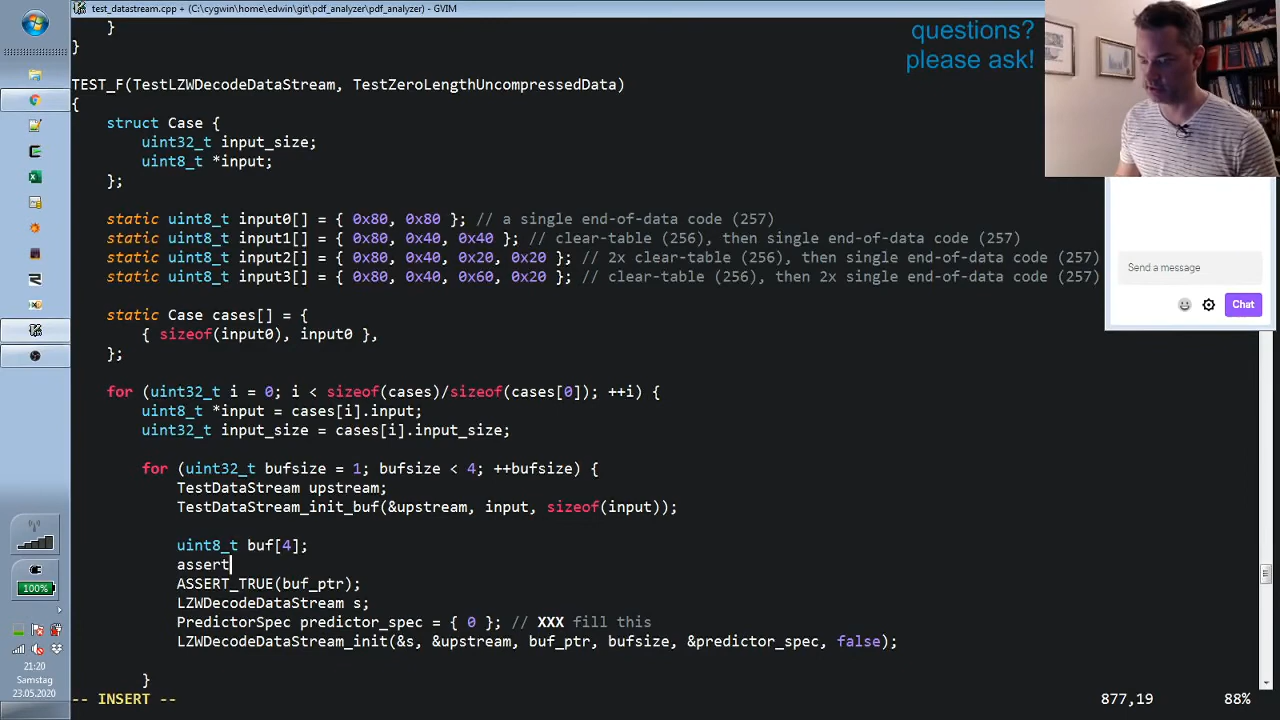 test_datastream.cpp + (C:\cygwin\home\edwin\git\pdf_analyzer\pdf_analyzer) - GVIM
questions?
please ask!
    }
}
TEST_F(TestLZWDecodeDataStream, TestZeroLengthUncompressedData)
{
    struct Case {
        uint32_t input_size;
        uint8_t *input;
    };
    static uint8_t input0[] = { 0x80, 0x80 }; // a single end-of-data code (257)
    static uint8_t input1[] = { 0x80, 0x40, 0x40 }; // clear-table (256), then single end-of-data code (257)
    static uint8_t input2[] = { 0x80, 0x40, 0x20, 0x20 }; // 2x clear-table (256), then single end-of-data code (257)
    static uint8_t input3[] = { 0x80, 0x40, 0x60, 0x20 }; // clear-table (256), then 2x single end-of-data code (257)
    static Case cases[] = {
        { sizeof(input0), input0 },
    };
    for (uint32_t i = 0; i < sizeof(cases)/sizeof(cases[0]); ++i) {
        uint8_t *input = cases[i].input;
        uint32_t input_size = cases[i].input_size;
        for (uint32_t bufsize = 1; bufsize < 4; ++bufsize) {
            TestDataStream upstream;
            TestDataStream_init_buf(&upstream, input, sizeof(input));
            uint8_t buf[4];
            assert
            ASSERT_TRUE(buf_ptr);
            LZWDecodeDataStream s;
            PredictorSpec predictor_spec = { 0 }; // XXX fill this
            LZWDecodeDataStream_init(&s, &upstream, buf_ptr, bufsize, &predictor_spec, false);
        }
-- INSERT --
877,19
88%
Send a message
Chat
100%
21:20
Samstag
23.05.2020